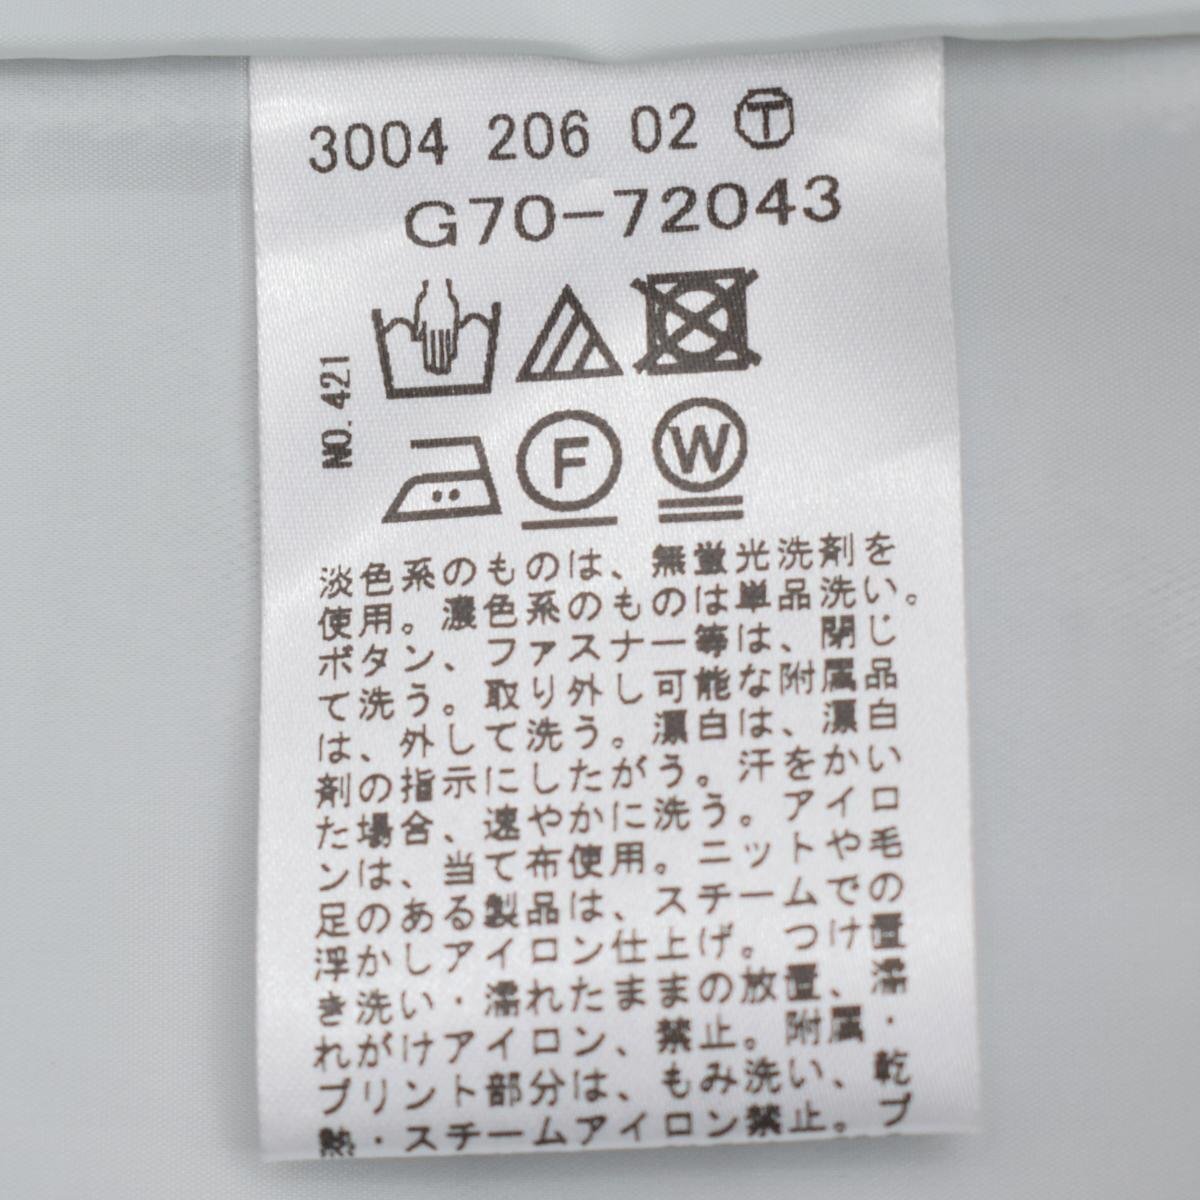 3004 206 02 Ⓣ
G70-72043
NO. 421
F
W
淡色系のものは、無蛍光洗剤を
使用。濃色系のものは単品洗い。
ボタン、ファスナー等は、閉じ
て洗う。取り外し可能な附属品
は、外して洗う。漂白は、漂白
剤の指示にしたがう。汗をかい
た場合、速やかに洗う。アイロ
ンは、当て布使用。ニットや毛
足のある製品は、スチームでの
浮かしアイロン仕上げ。つけ置
き洗い・濡れたままの放置、濡
れがけアイロン、禁止。附属・
プリント部分は、もみ洗い、乾
熱・スチームアイロン禁止。プ